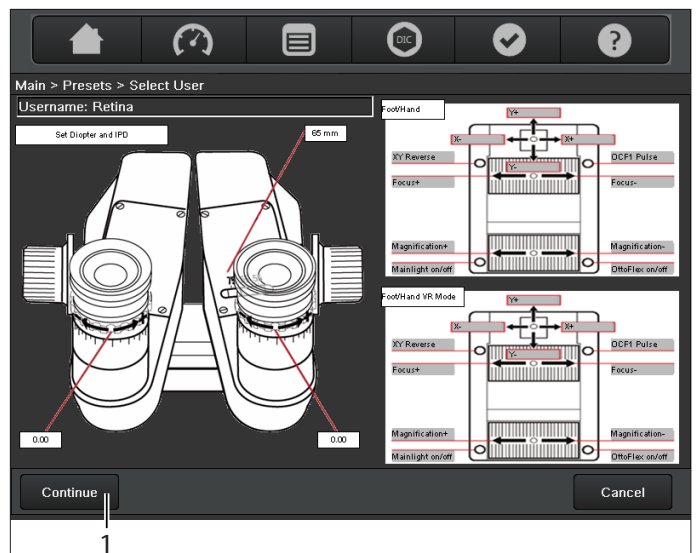 DIC
?
Main > Presets > Select User
Username: Retina
Set Diopter and IPD
65 mm
0.00
0.00
Foot/Hand
Y+
X-
X+
XY Reverse
OCF1 Pulse
Y-
Focus+
Focus-
Magnification+
Magnification-
Mainlight on/off
OttoFlex on/off
Foot/Hand VR Mode
Y+
X-
X+
XY Reverse
OCF1 Pulse
Y-
Focus+
Focus-
Magnification+
Magnification-
Mainlight on/off
OttoFlex on/off
Continue
Cancel
1